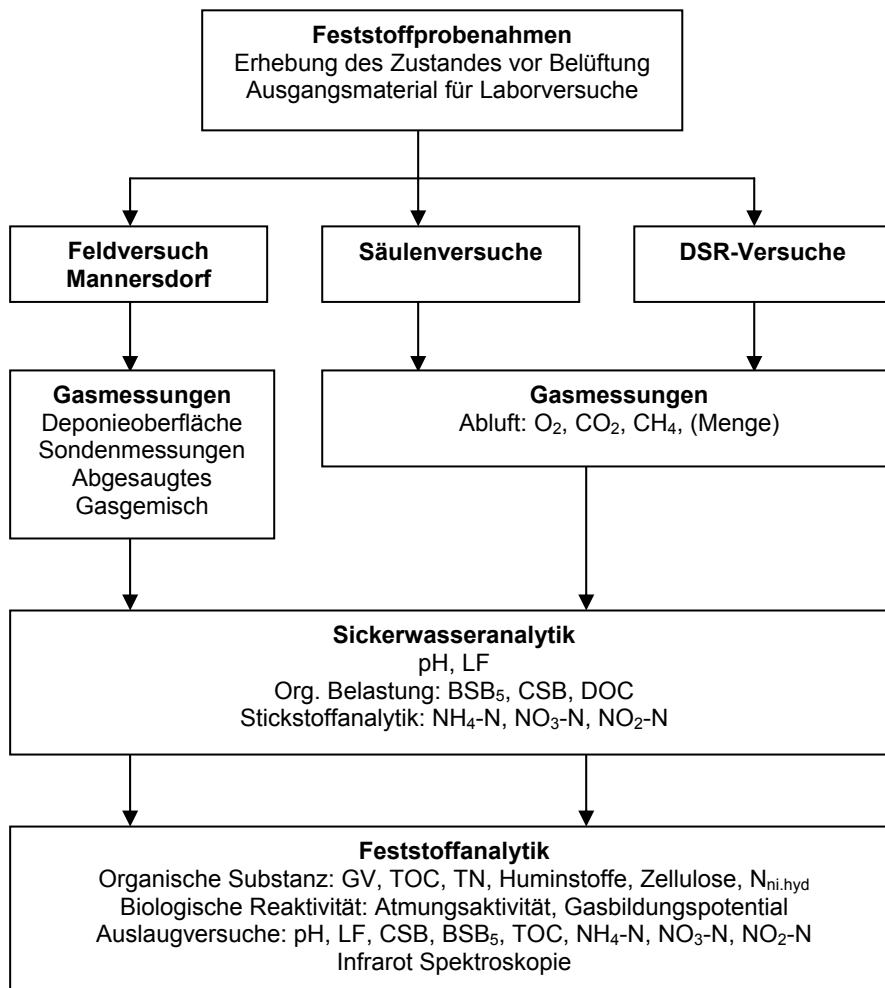 Feststoffprobenahmen
Erhebung des Zustandes vor Belüftung
Ausgangsmaterial für Laborversuche
Feldversuch
Mannersdorf
Säulenversuche
DSR-Versuche
Gasmessungen
Deponieoberfläche
Sondenmessungen
Abgesaugtes
Gasgemisch
Gasmessungen
Abluft: O₂, CO₂, CH₄, (Menge)
Sickerwasseranalytik
pH, LF
Org. Belastung: BSB₅, CSB, DOC
Stickstoffanalytik: NH₄-N, NO₃-N, NO₂-N
Feststoffanalytik
Organische Substanz: GV, TOC, TN, Huminstoffe, Zellulose, Nni.hyd
Biologische Reaktivität: Atmungsaktivität, Gasbildungspotential
Auslaugversuche: pH, LF, CSB, BSB₅, TOC, NH₄-N, NO₃-N, NO₂-N
Infrarot Spektroskopie